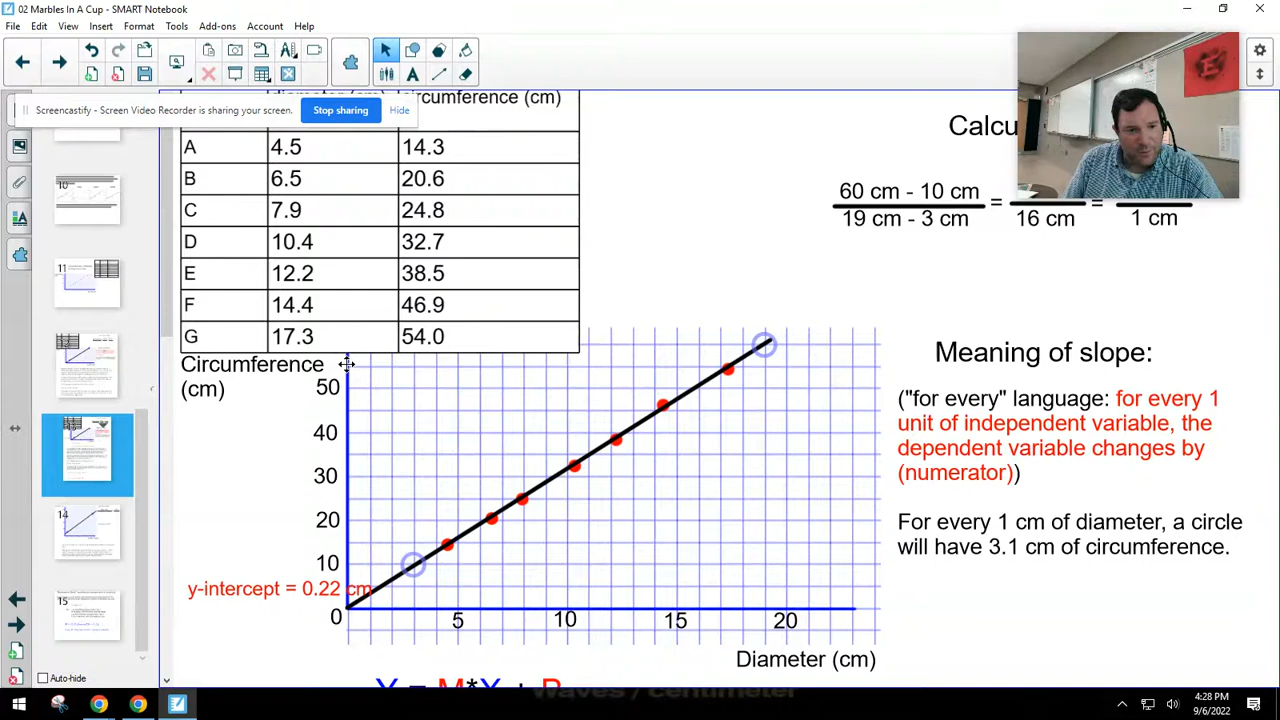 02 Marbles In A Cup - SMART Notebook
File Edit View Insert Format Tools Add-ons Account Help
Screencastify - Screen Video Recorder is sharing your screen. Stop sharing Hide
diameter (cm) circumference (cm)
A 4.5 14.3
B 6.5 20.6
C 7.9 24.8
D 10.4 32.7
E 12.2 38.5
F 14.4 46.9
G 17.3 54.0
60 cm - 10 cm
19 cm - 3 cm
= 16 cm = 1 cm
Circumference
(cm)
50
40
30
20
10
0
5 10 15 20
y-intercept = 0.22 cm
Diameter (cm)
Meaning of slope:
("for every" language: for every 1
unit of independent variable, the
dependent variable changes by
(numerator))
For every 1 cm of diameter, a circle
will have 3.1 cm of circumference.
Y = M*X + B
Waves / Centimeter
10
11
14
15
Auto-hide
4:28 PM
9/6/2022